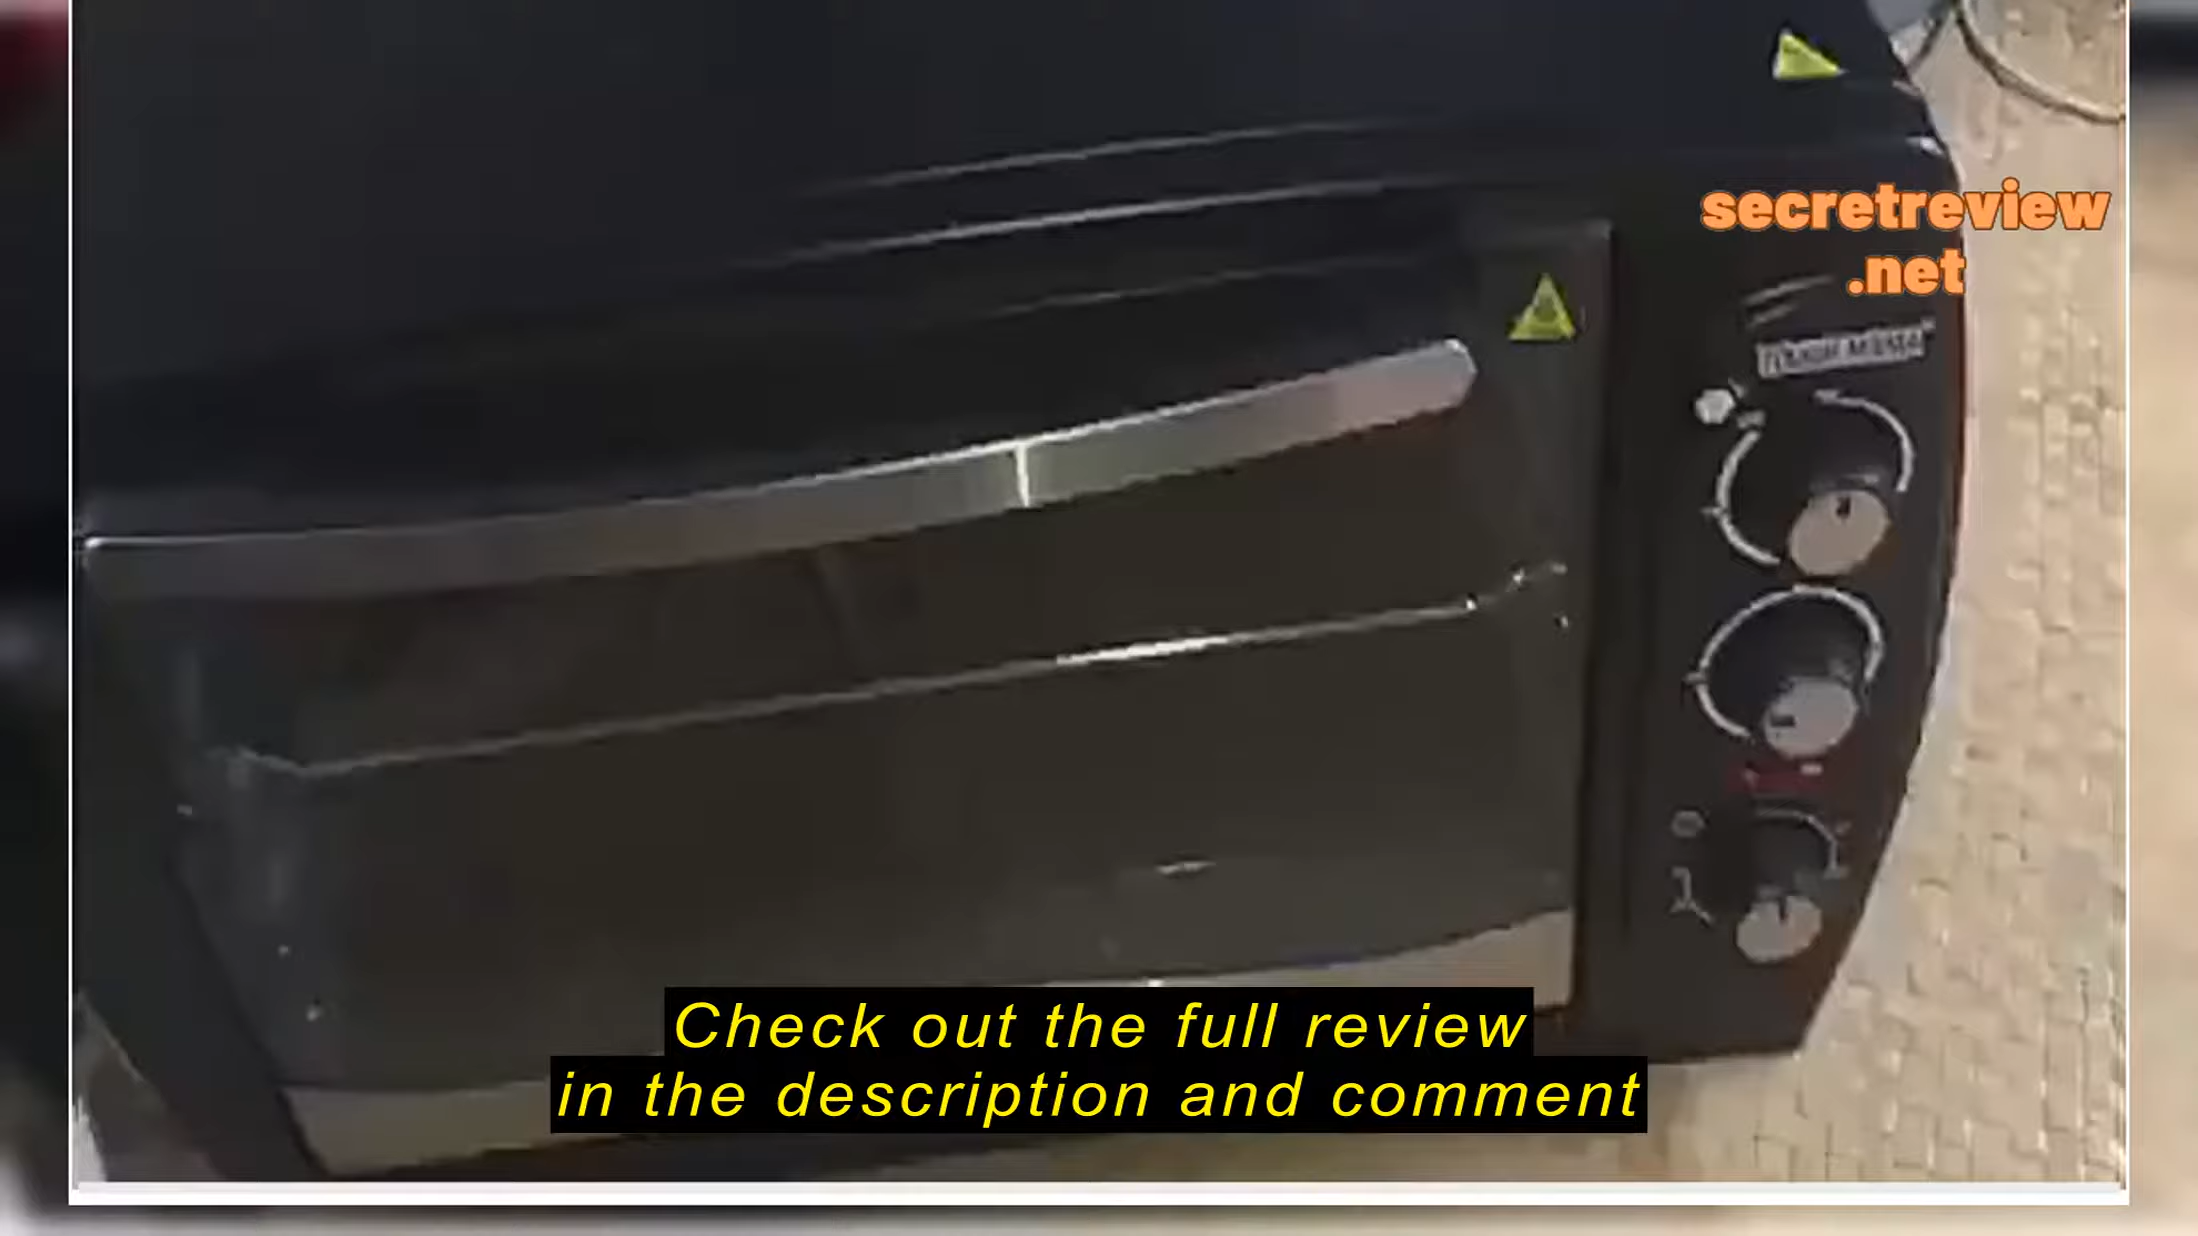 secretreview
.net
Check out the full review
in the description and comment